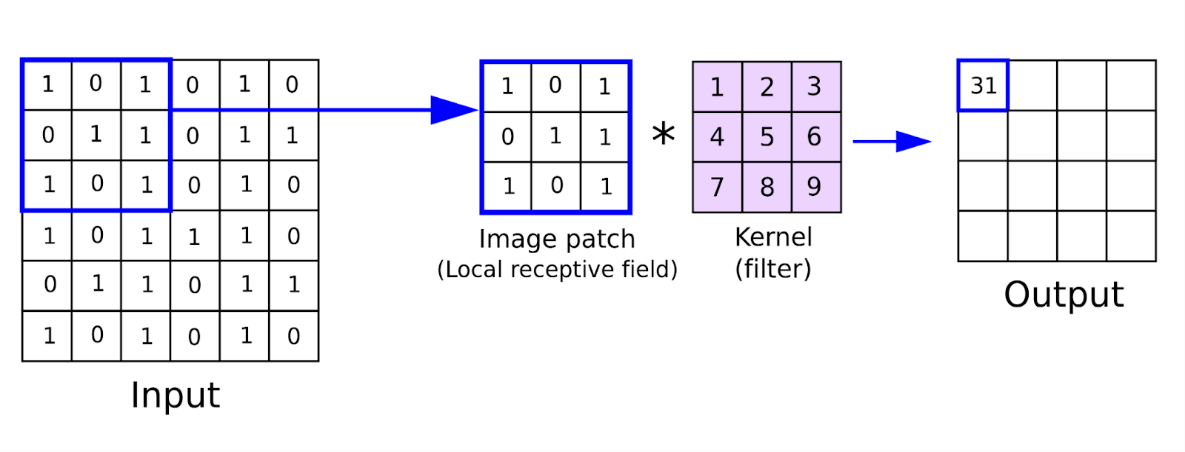 1 0 1 0 1 0
0 1 1 0 1 1
1 0 1 0 1 0
1 0 1 1 1 0
0 1 1 0 1 1
1 0 1 0 1 0
Input
1 0 1
0 1 1
1 0 1
Image patch
(Local receptive field)
*
1 2 3
4 5 6
7 8 9
Kernel
(filter)
31
Output